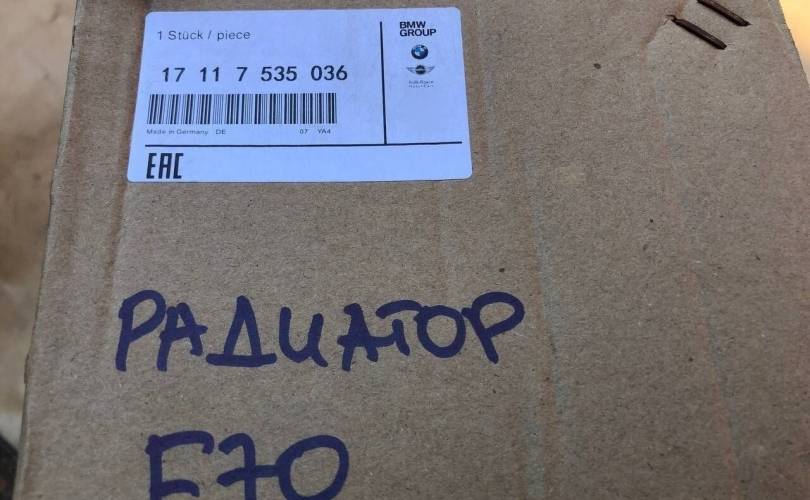 1 Stück / piece
BMW
GROUP
17 11 7 535 036
Made in Germany DE 07 YA4
EAC
РАДИАТОР
E70